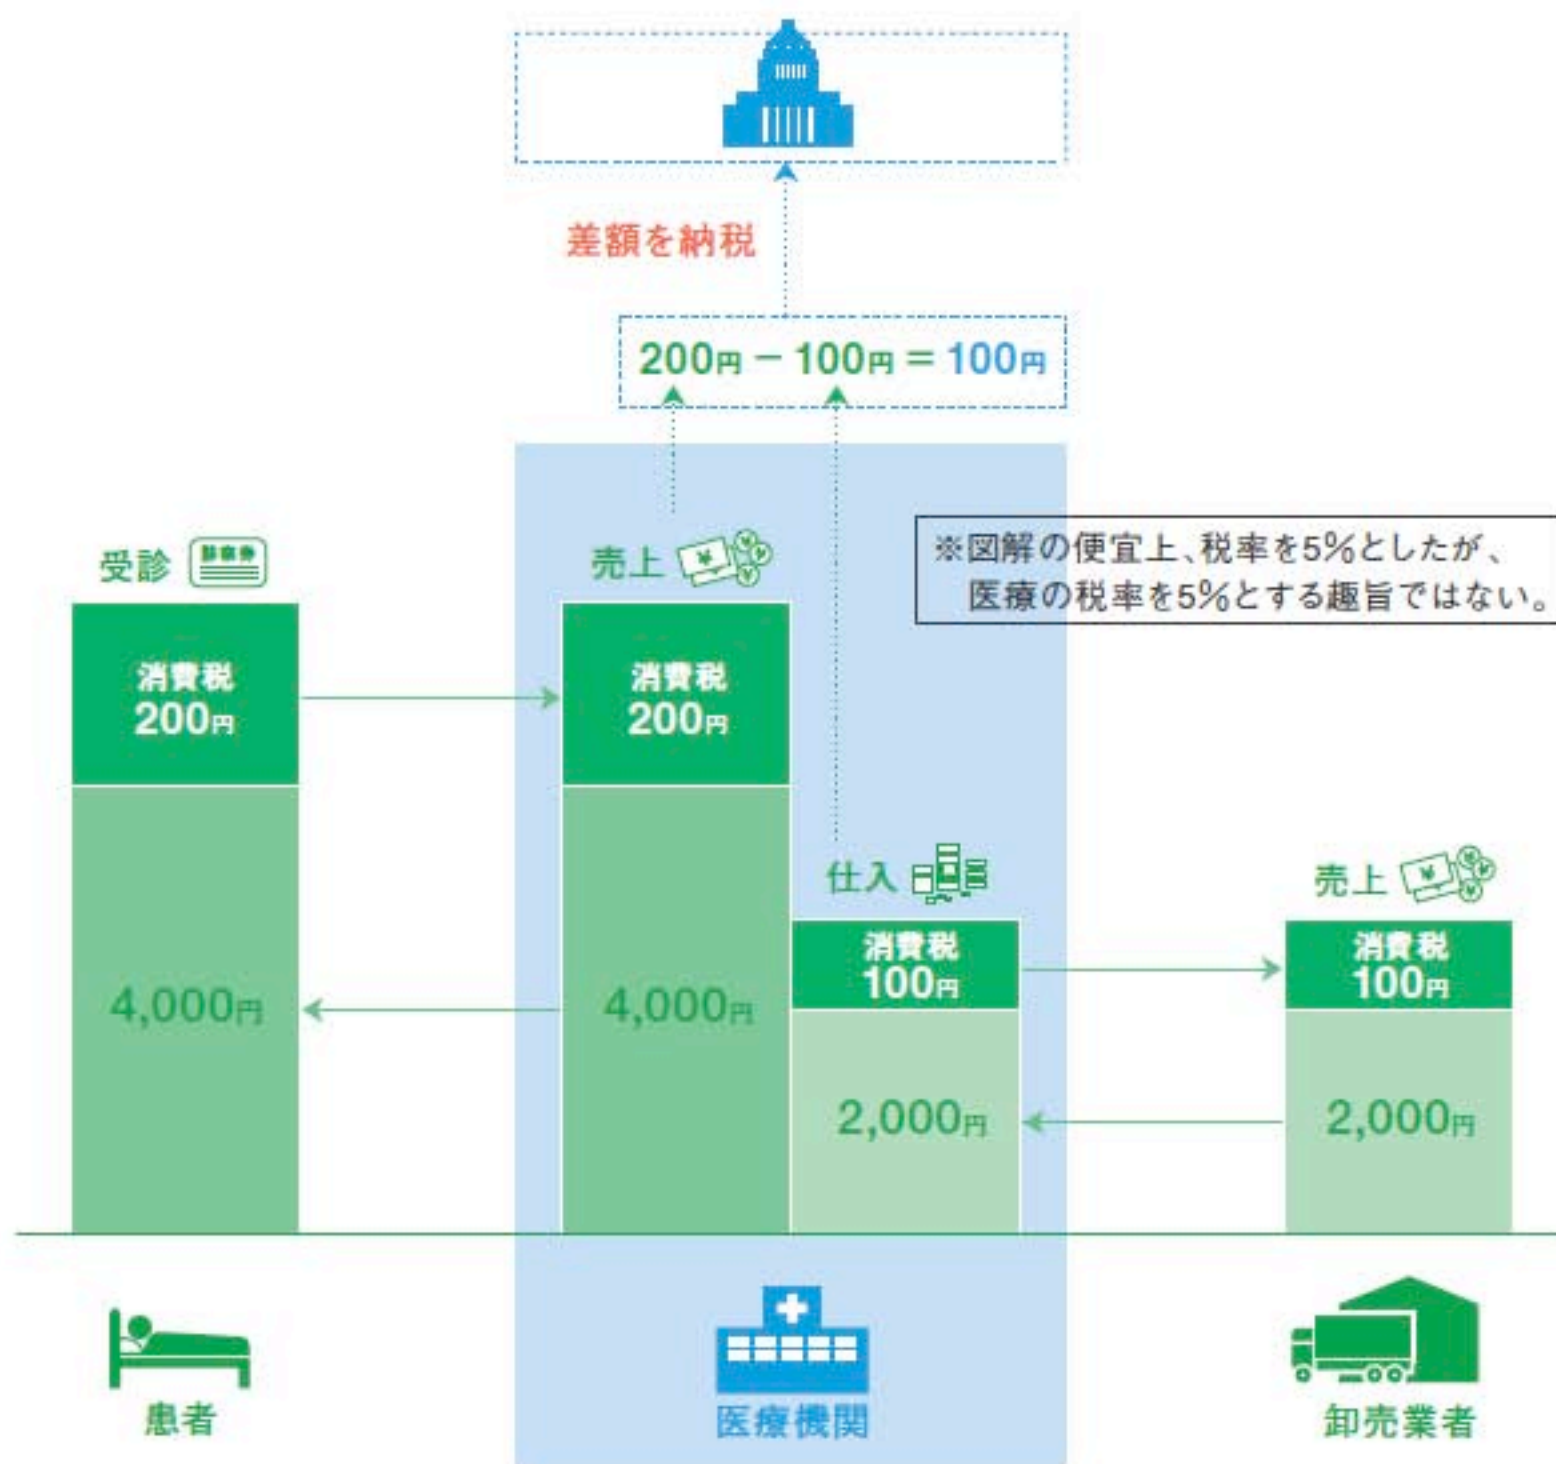 差額を納税
200円 − 100円 = 100円
※図解の便宜上、税率を5%としたが、
医療の税率を5%とする趣旨ではない。
受診
診察券
消費税
200円
4,000円
売上
消費税
200円
4,000円
仕入
消費税
100円
2,000円
売上
消費税
100円
2,000円
患者
医療機関
卸売業者